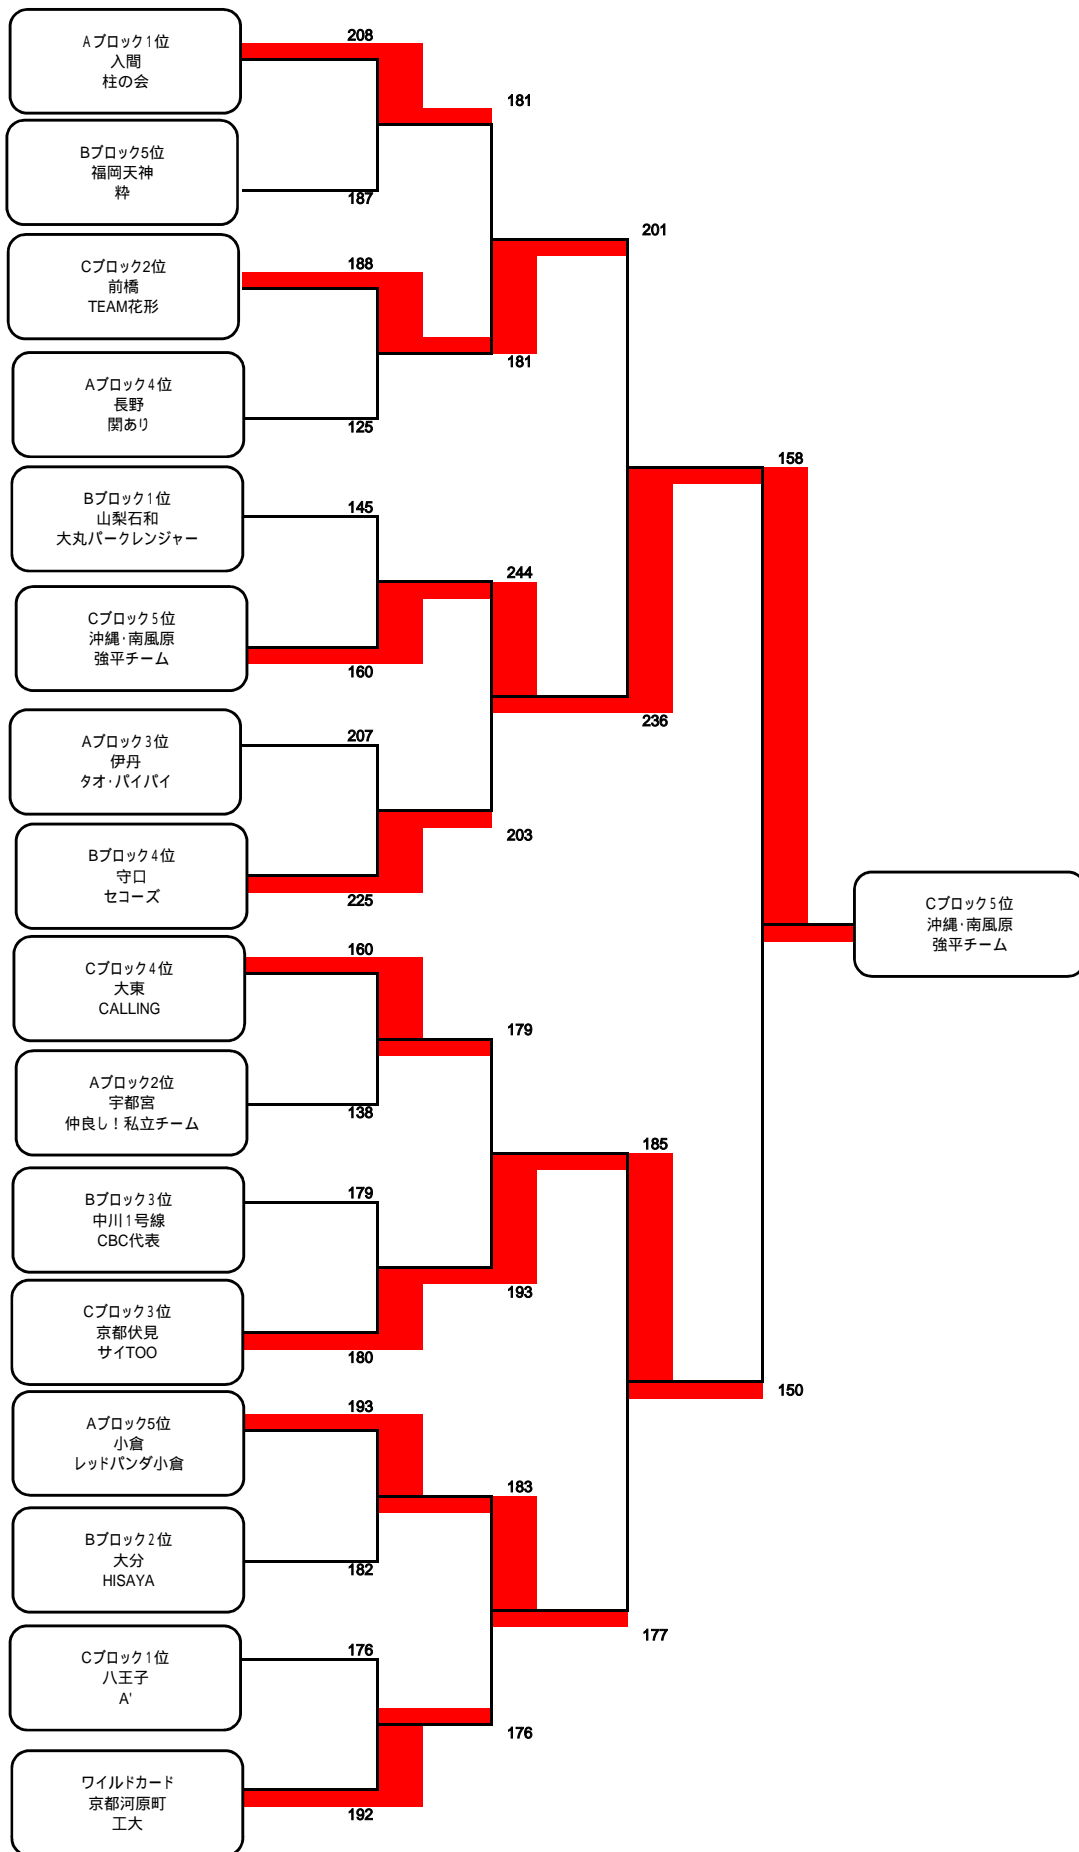 Aブロック1位
入間
柱の会
208
181
Bブロック5位
福岡天神
粋
187
201
Cブロック2位
前橋
TEAM花形
188
181
Aブロック4位
長野
関あり
125
158
Bブロック1位
山梨石和
大丸パークレンジャー
145
244
Cブロック5位
沖縄・南風原
強平チーム
160
236
Aブロック3位
伊丹
タオ・パイパイ
207
203
Bブロック4位
守口
セコーズ
225
Cブロック5位
沖縄・南風原
強平チーム
Cブロック4位
大東
CALLING
160
179
Aブロック2位
宇都宮
仲良し！私立チーム
138
185
Bブロック3位
中川1号線
CBC代表
179
193
Cブロック3位
京都伏見
サイTOO
180
150
Aブロック5位
小倉
レッドパンダ小倉
193
183
Bブロック2位
大分
HISAYA
182
177
Cブロック1位
八王子
A'
176
176
ワイルドカード
京都河原町
工大
192